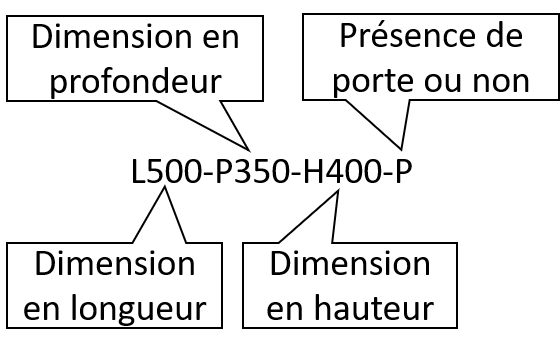 Dimension en
profondeur
Présence de
porte ou non
L500-P350-H400-P
Dimension
en longueur
Dimension
en hauteur